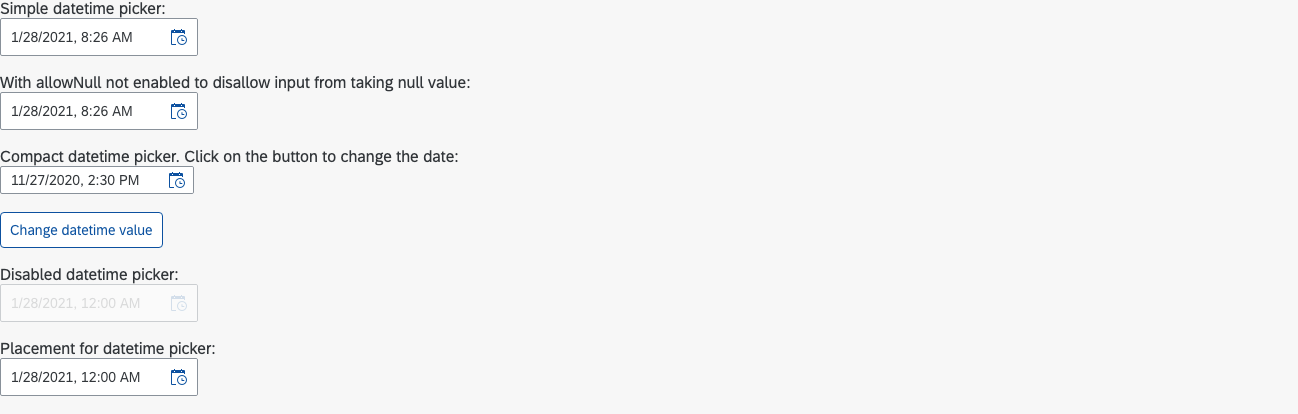 Simple datetime picker:
1/28/2021, 8:26 AM
With allowNull not enabled to disallow input from taking null value:
1/28/2021, 8:26 AM
Compact datetime picker. Click on the button to change the date:
11/27/2020, 2:30 PM
Change datetime value
Disabled datetime picker:
1/28/2021, 12:00 AM
Placement for datetime picker:
1/28/2021, 12:00 AM